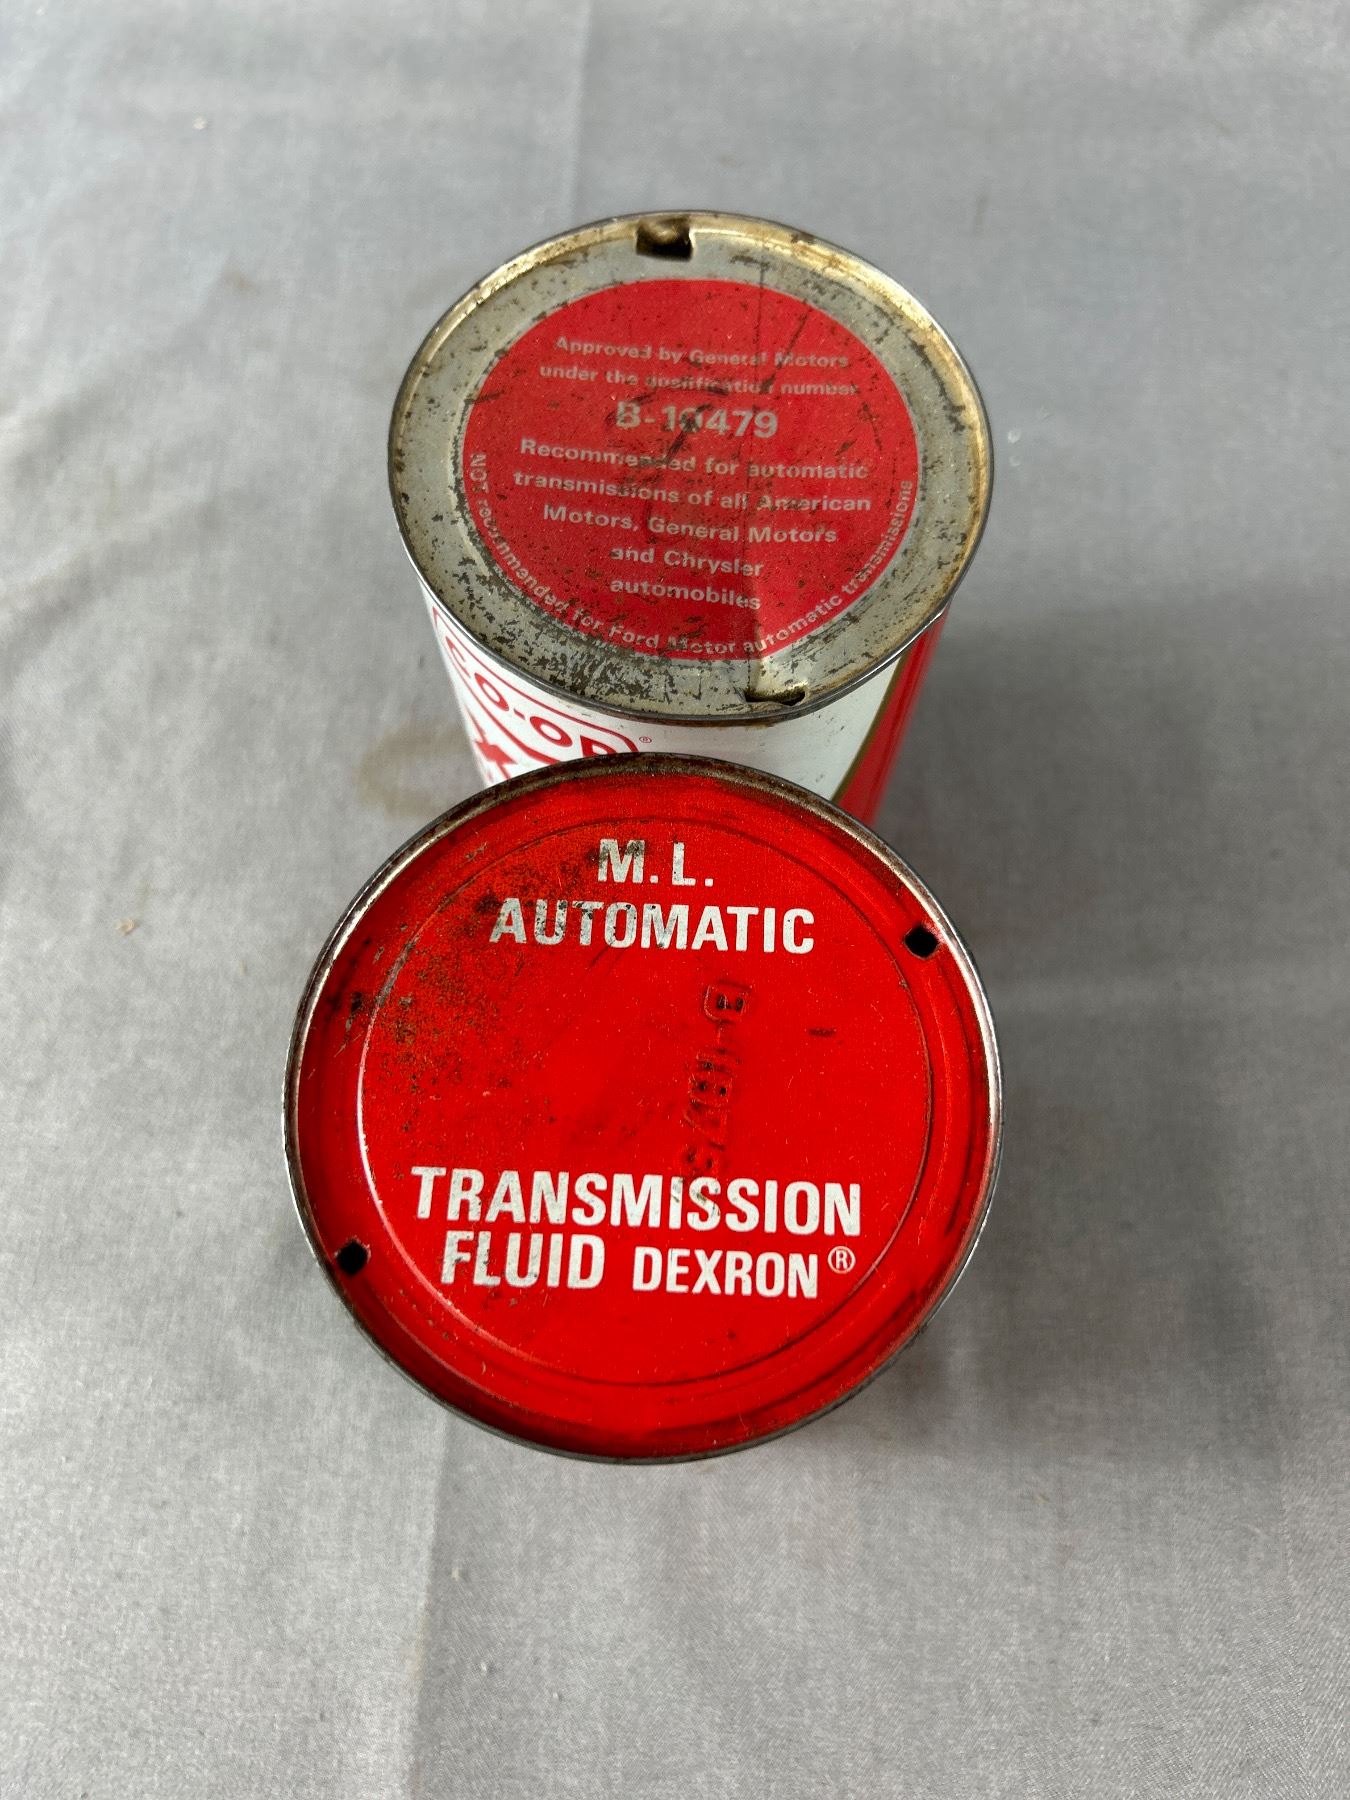 Approved by General Motors
under the qualification number
B-10479
Recommended for automatic
transmissions of all American
Motors, General Motors
and Chrysler
automobiles
NOT recommended for Ford Motor automatic transmissions
CO-OP®
M.L.
AUTOMATIC
TRANSMISSION
FLUID DEXRON®